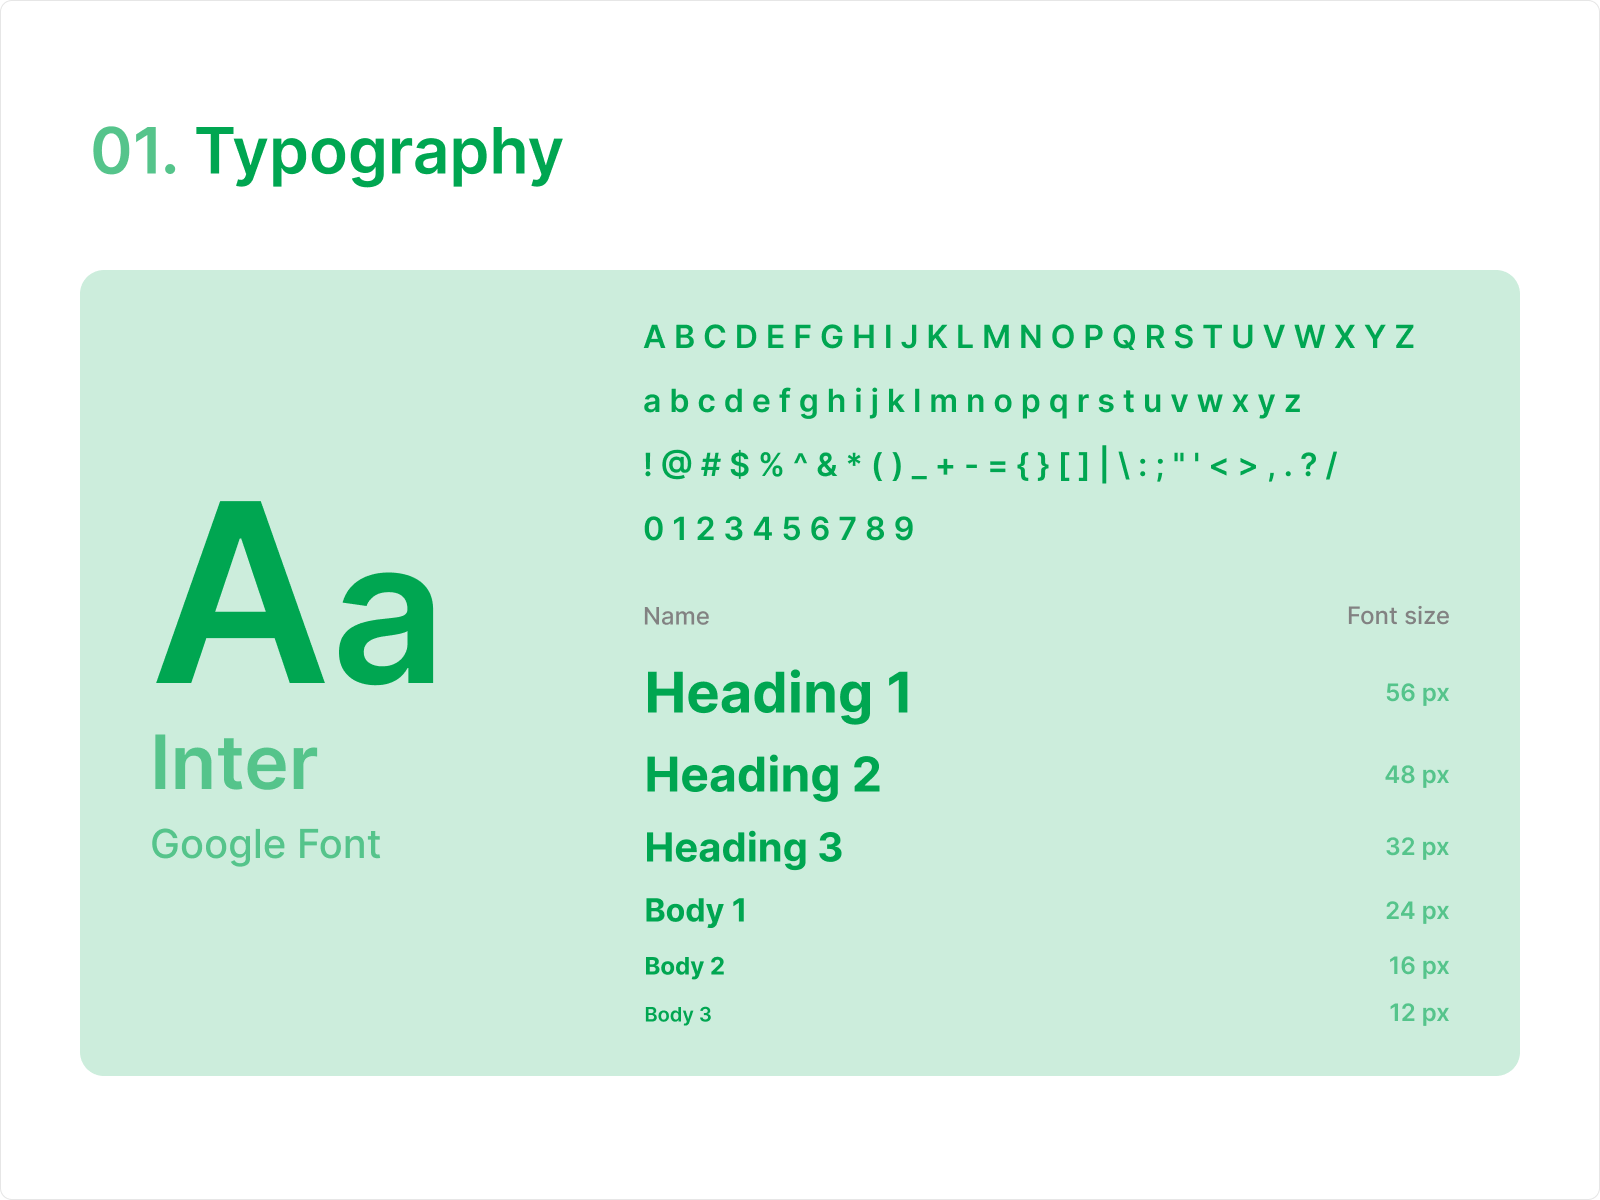 01. Typography
Aa
Inter
Google Font
A B C D E F G H I J K L M N O P Q R S T U V W X Y Z
a b c d e f g h i j k l m n o p q r s t u v w x y z
! @ # $ % ^ & * ( ) _ + - = { } [ ] | \ : ; " ' < > , . ? /
0 1 2 3 4 5 6 7 8 9
Name Font size
Heading 1 56 px
Heading 2 48 px
Heading 3 32 px
Body 1 24 px
Body 2 16 px
Body 3 12 px